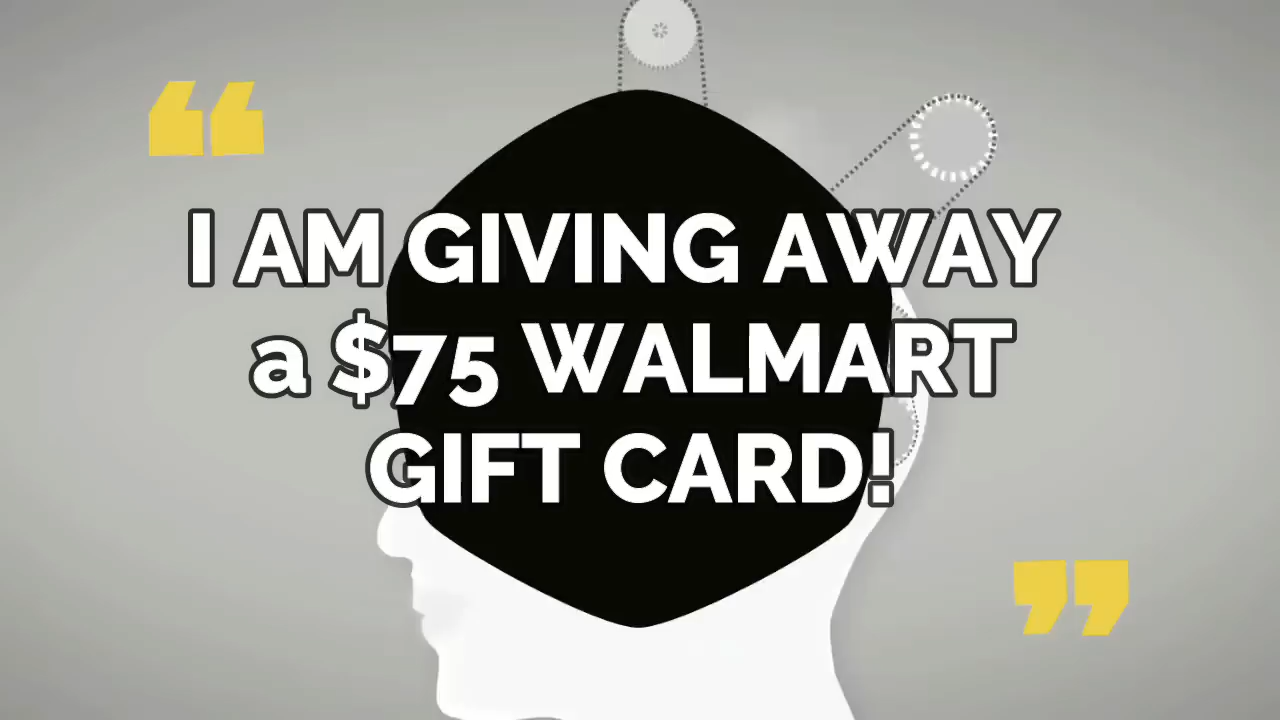 “
I AM GIVING AWAY
a $75 WALMART
GIFT CARD!
”